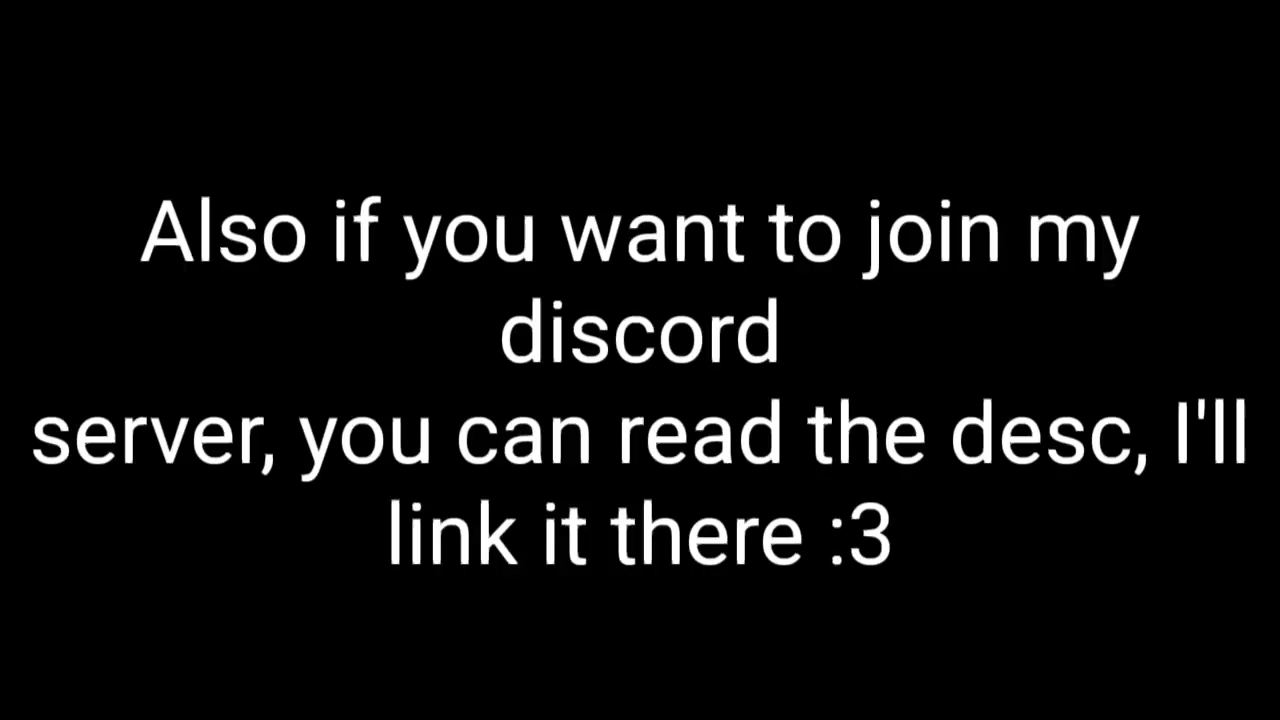 Also if you want to join my
discord
server, you can read the desc, I'll
link it there :3